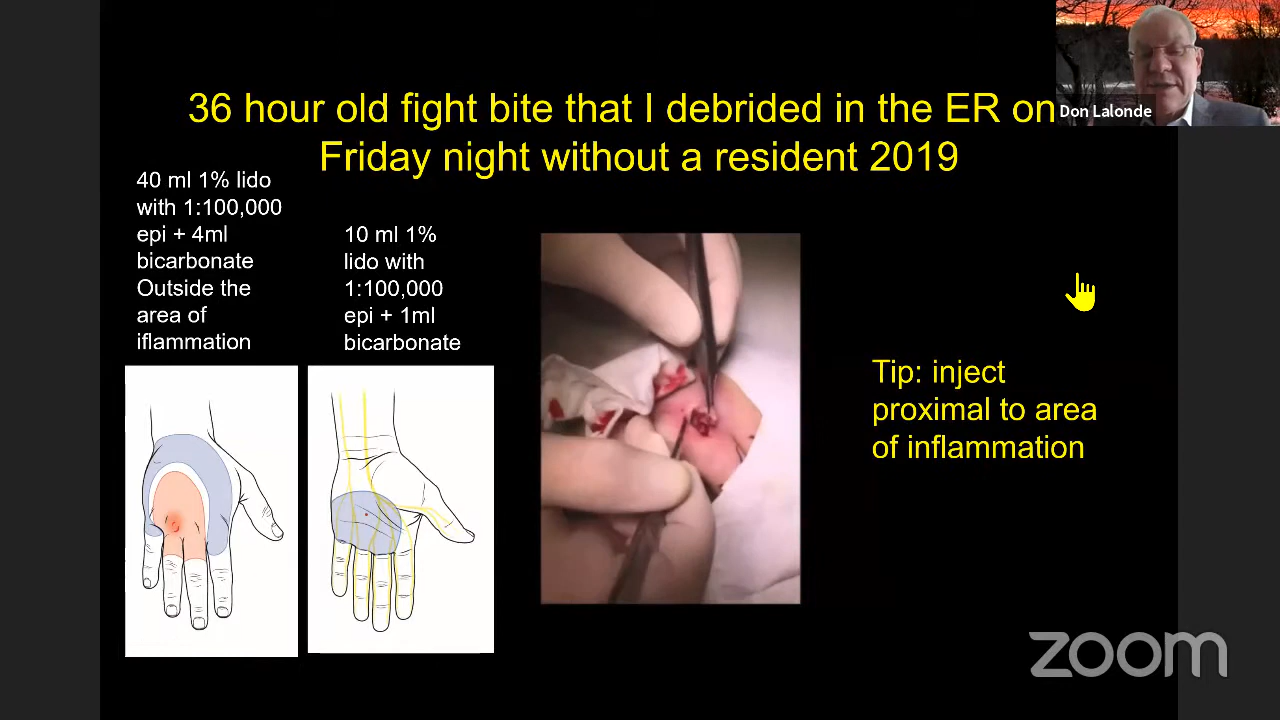 36 hour old fight bite that I debrided in the ER on
Friday night without a resident 2019
Don Lalonde
40 ml 1% lido
with 1:100,000
epi + 4ml
bicarbonate
Outside the
area of
iflammation
10 ml 1%
lido with
1:100,000
epi + 1ml
bicarbonate
Tip: inject
proximal to area
of inflammation
zoom